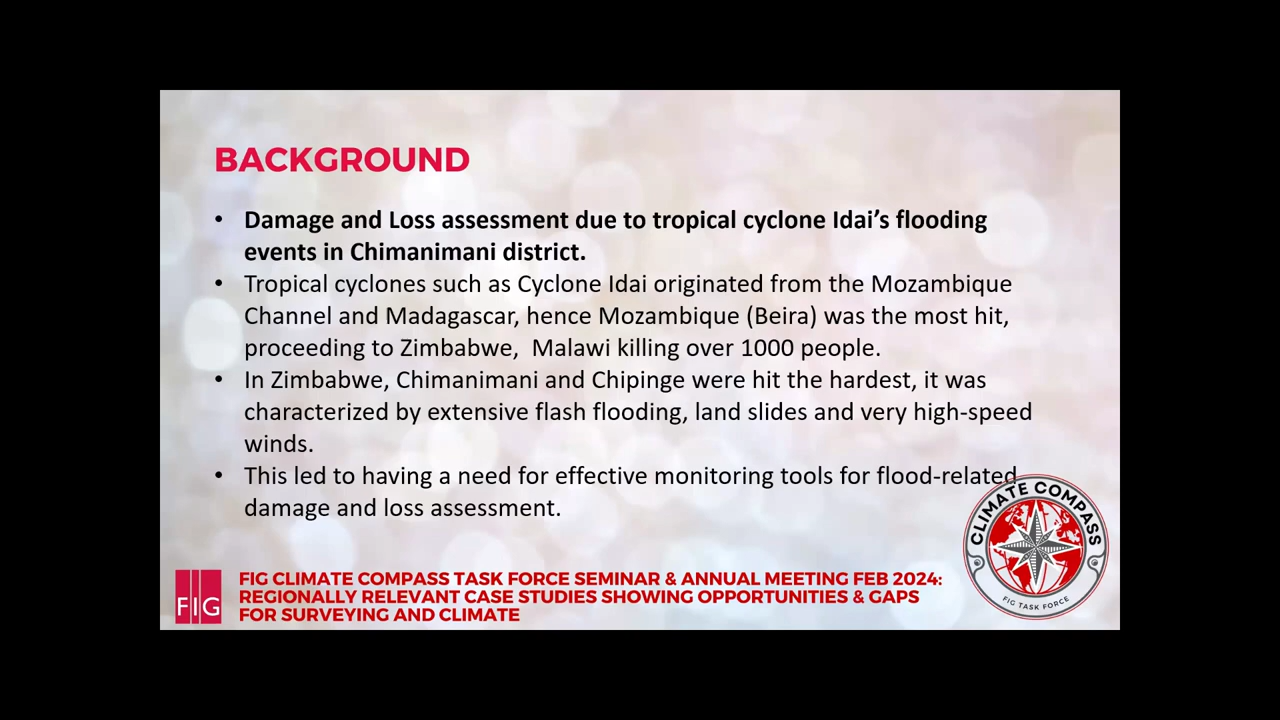 BACKGROUND
• Damage and Loss assessment due to tropical cyclone Idai’s flooding
events in Chimanimani district.
• Tropical cyclones such as Cyclone Idai originated from the Mozambique
Channel and Madagascar, hence Mozambique (Beira) was the most hit,
proceeding to Zimbabwe,  Malawi killing over 1000 people.
• In Zimbabwe, Chimanimani and Chipinge were hit the hardest, it was
characterized by extensive flash flooding, land slides and very high-speed
winds.
• This led to having a need for effective monitoring tools for flood-related
damage and loss assessment.
CLIMATE COMPASS
FIG TASK FORCE
FIG
FIG CLIMATE COMPASS TASK FORCE SEMINAR & ANNUAL MEETING FEB 2024:
REGIONALLY RELEVANT CASE STUDIES SHOWING OPPORTUNITIES & GAPS
FOR SURVEYING AND CLIMATE